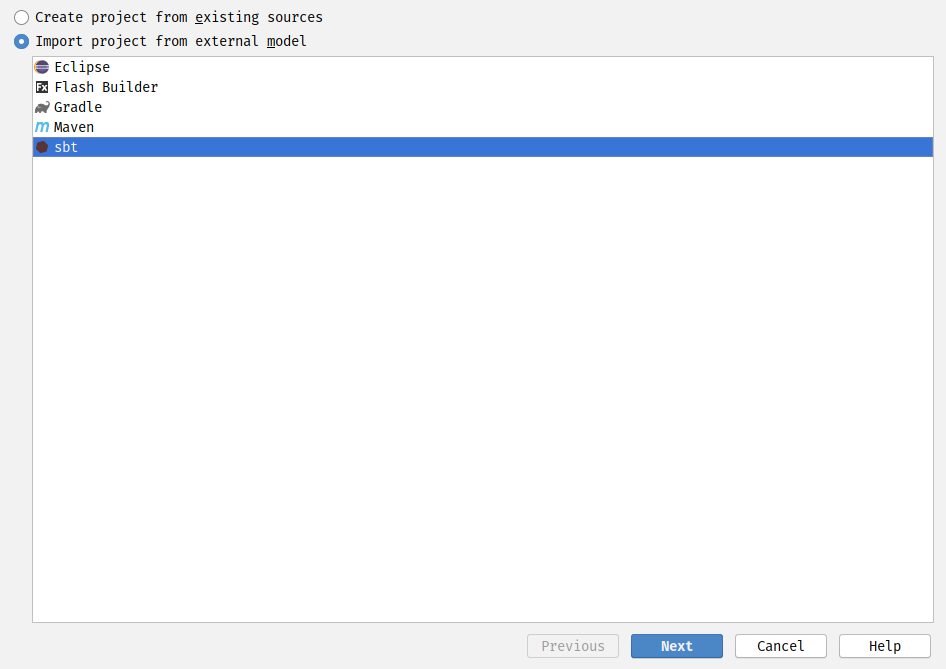 Create project from existing sources
Import project from external model
Eclipse
Fx Flash Builder
Gradle
m Maven
sbt
Previous Next Cancel Help